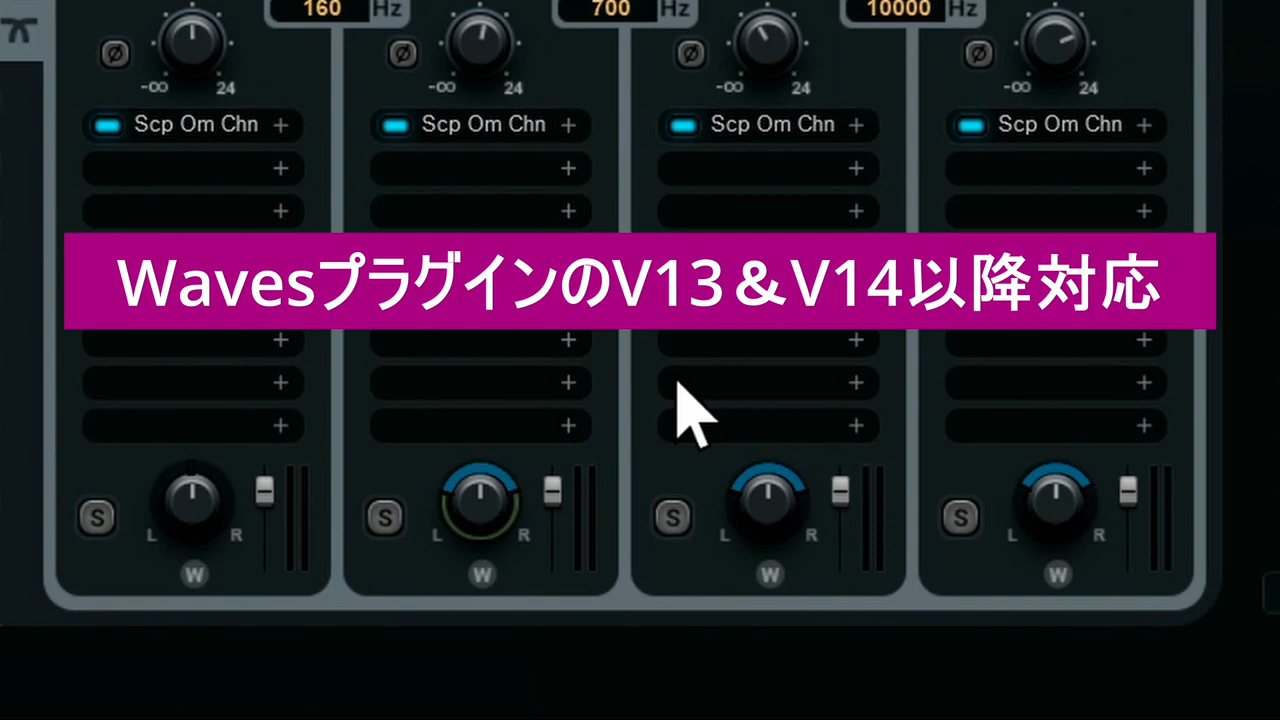 160 Hz 700 Hz 10000 Hz
Ø Ø Ø Ø
-∞ 24 -∞ 24 -∞ 24 -∞ 24
Scp Om Chn + Scp Om Chn + Scp Om Chn + Scp Om Chn +
+ + + +
+ + + +
WavesプラグインのV13&V14以降対応
+ + + +
+ + + +
+ + + +
S L R S L R S L R S L R
W W W W